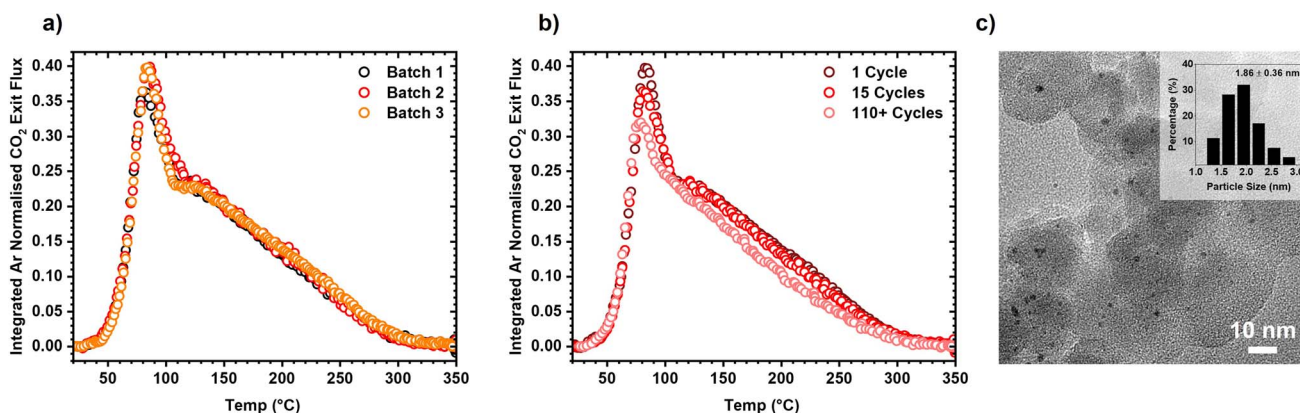 a)
Integrated Ar Normalised CO₂ Exit Flux
0.40
0.35
0.30
0.25
0.20
0.15
0.10
0.05
0.00
50
100
150
200
250
300
350
Temp (°C)
Batch 1
Batch 2
Batch 3
b)
Integrated Ar Normalised CO₂ Exit Flux
0.40
0.35
0.30
0.25
0.20
0.15
0.10
0.05
0.00
50
100
150
200
250
300
350
Temp (°C)
1 Cycle
15 Cycles
110+ Cycles
c)
Percentage (%)
40
30
20
10
1.86 ± 0.36 nm
1.0
1.5
2.0
2.5
3.0
Particle Size (nm)
10 nm